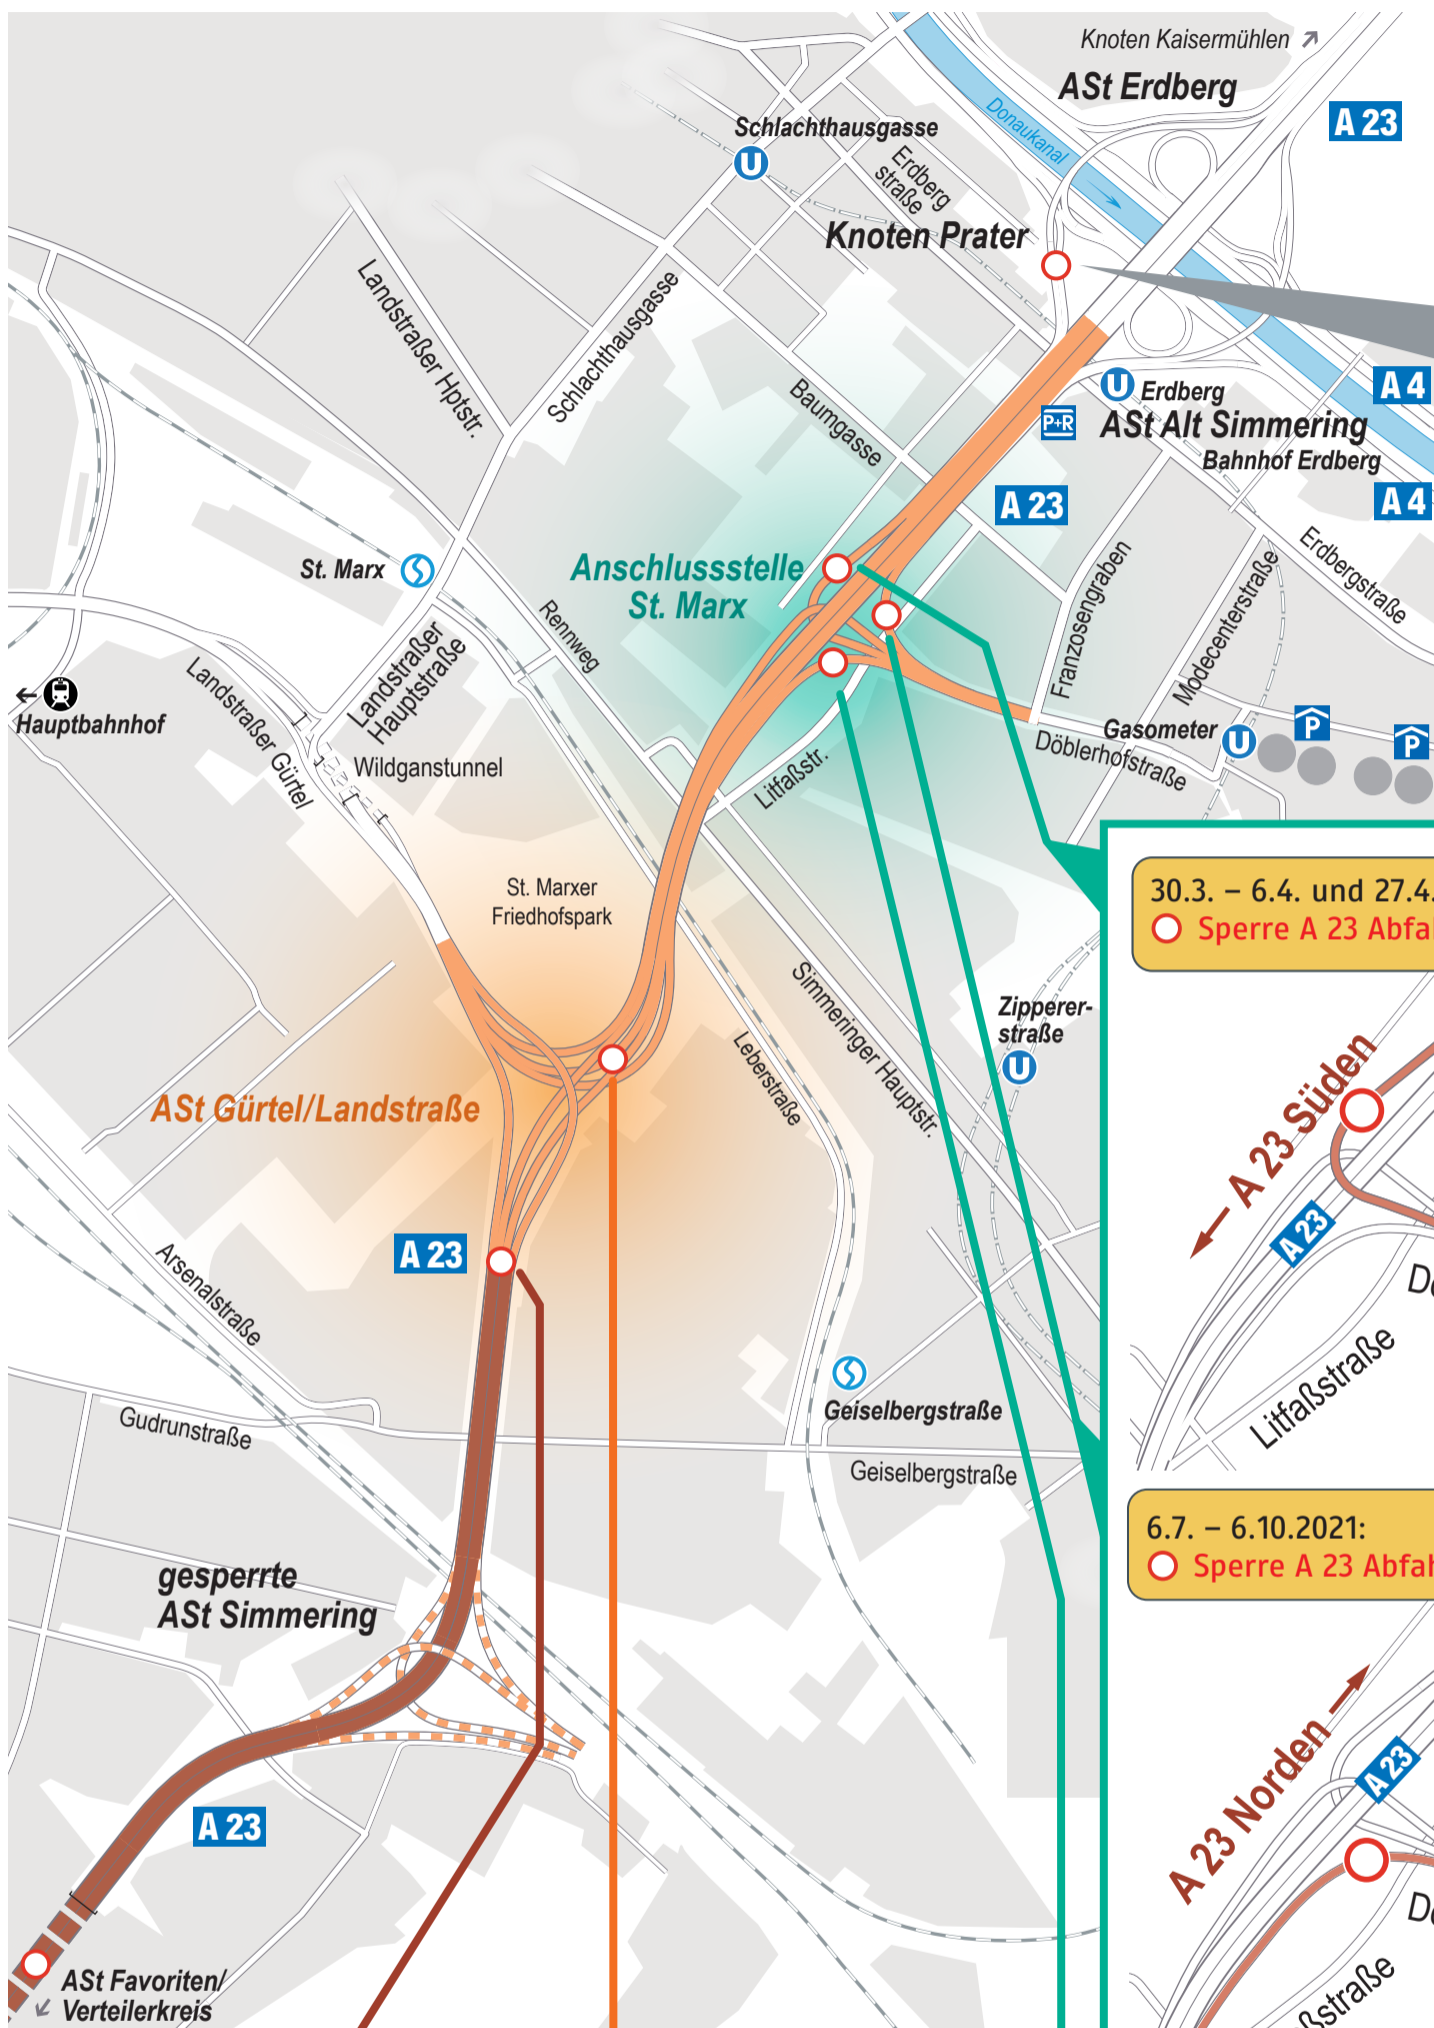 Knoten Kaisermühlen
ASt Erdberg
A 23
Donaukanal
Schlachthausgasse
U
Erdberg
straße
Knoten Prater
Landstraßer Hptstr.
Schlachthausgasse
Baumgasse
U
Erdberg
P+R
ASt Alt Simmering
Bahnhof Erdberg
A 4
A 4
A 23
Erdbergstraße
St. Marx
Anschlussstelle
St. Marx
Rennweg
Franzosengraben
Modecenterstraße
Landstraßer
Hauptstraße
Hauptbahnhof
Landstraßer Gürtel
Wildganstunnel
Litfaßstr.
Gasometer
U
P
P
Döblerhofstraße
St. Marxer
Friedhofspark
30.3. – 6.4. und 27.4.
Sperre A 23 Abfa
Simmeringer Hauptstr.
Zipperer-
straße
U
Leberstraße
ASt Gürtel/Landstraße
A 23 Süden
A 23
Litfaßstraße
A 23
Arsenalstraße
S
Geiselbergstraße
Gudrunstraße
Geiselbergstraße
6.7. – 6.10.2021:
Sperre A 23 Abfah
gesperrte
ASt Simmering
A 23 Norden
A 23
A 23
ASt Favoriten/
Verteilerkreis
ßstraße